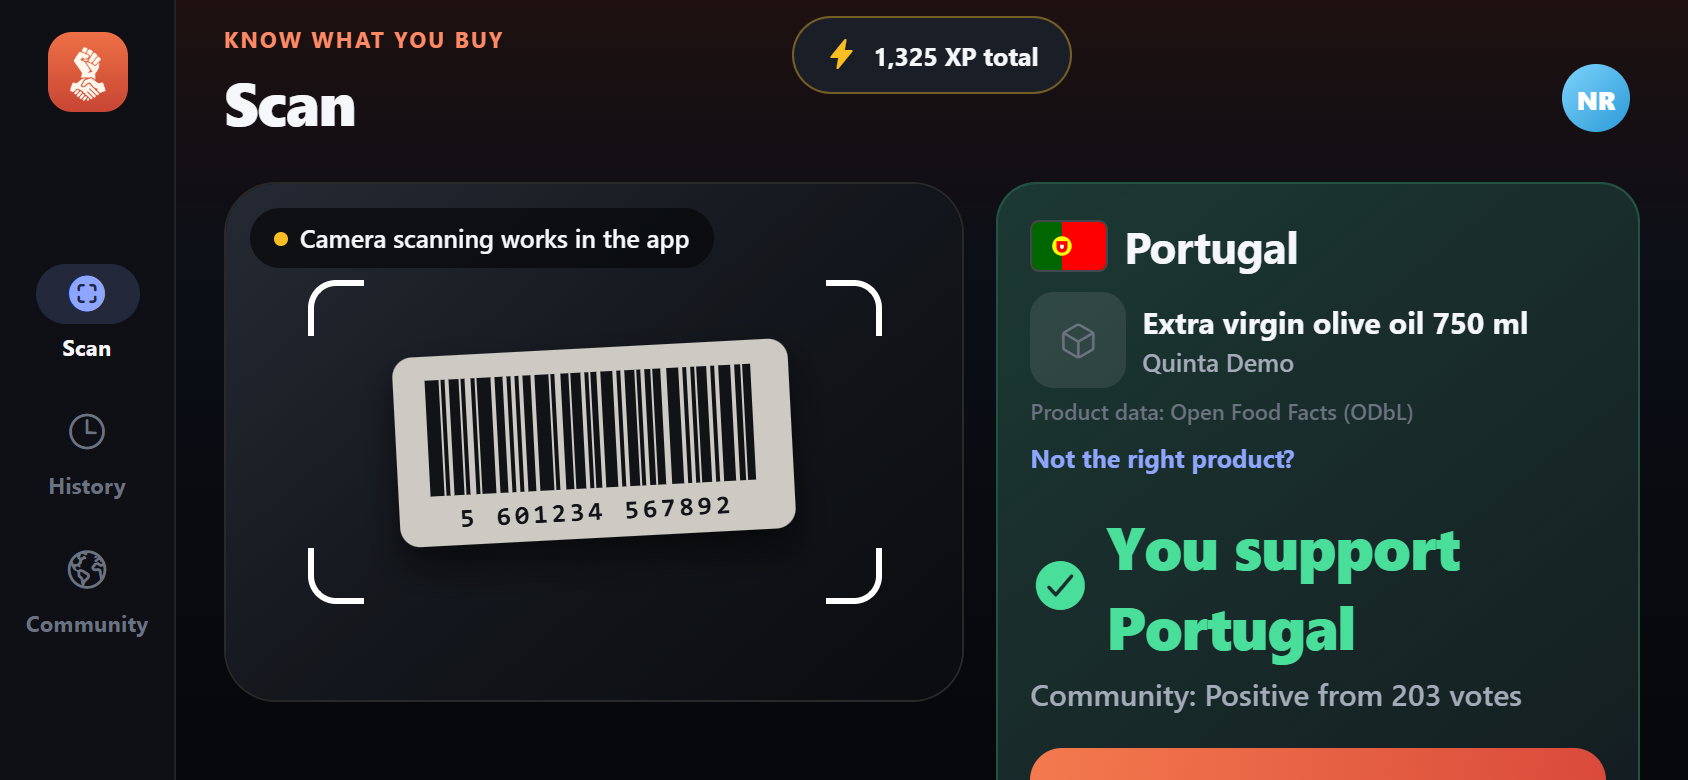 KNOW WHAT YOU BUY
Scan
1,325 XP total
NR
Scan
History
Community
Camera scanning works in the app
5 601234 567892
Portugal
Extra virgin olive oil 750 ml
Quinta Demo
Product data: Open Food Facts (ODbL)
Not the right product?
You support
Portugal
Community: Positive from 203 votes